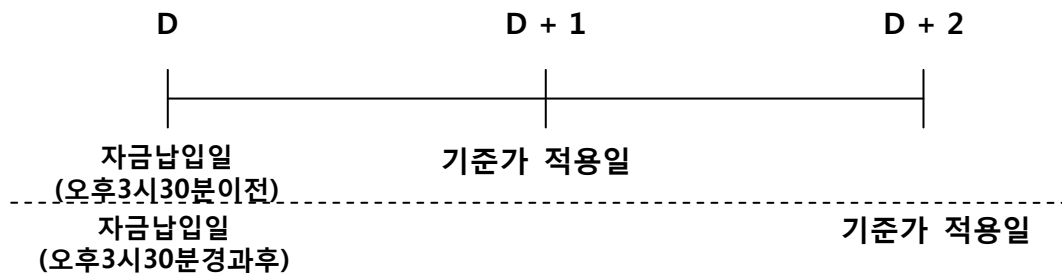 D D + 1 D + 2
자금납입일 기준가 적용일
(오후3시30분이전)
자금납입일 기준가 적용일
(오후3시30분경과후)